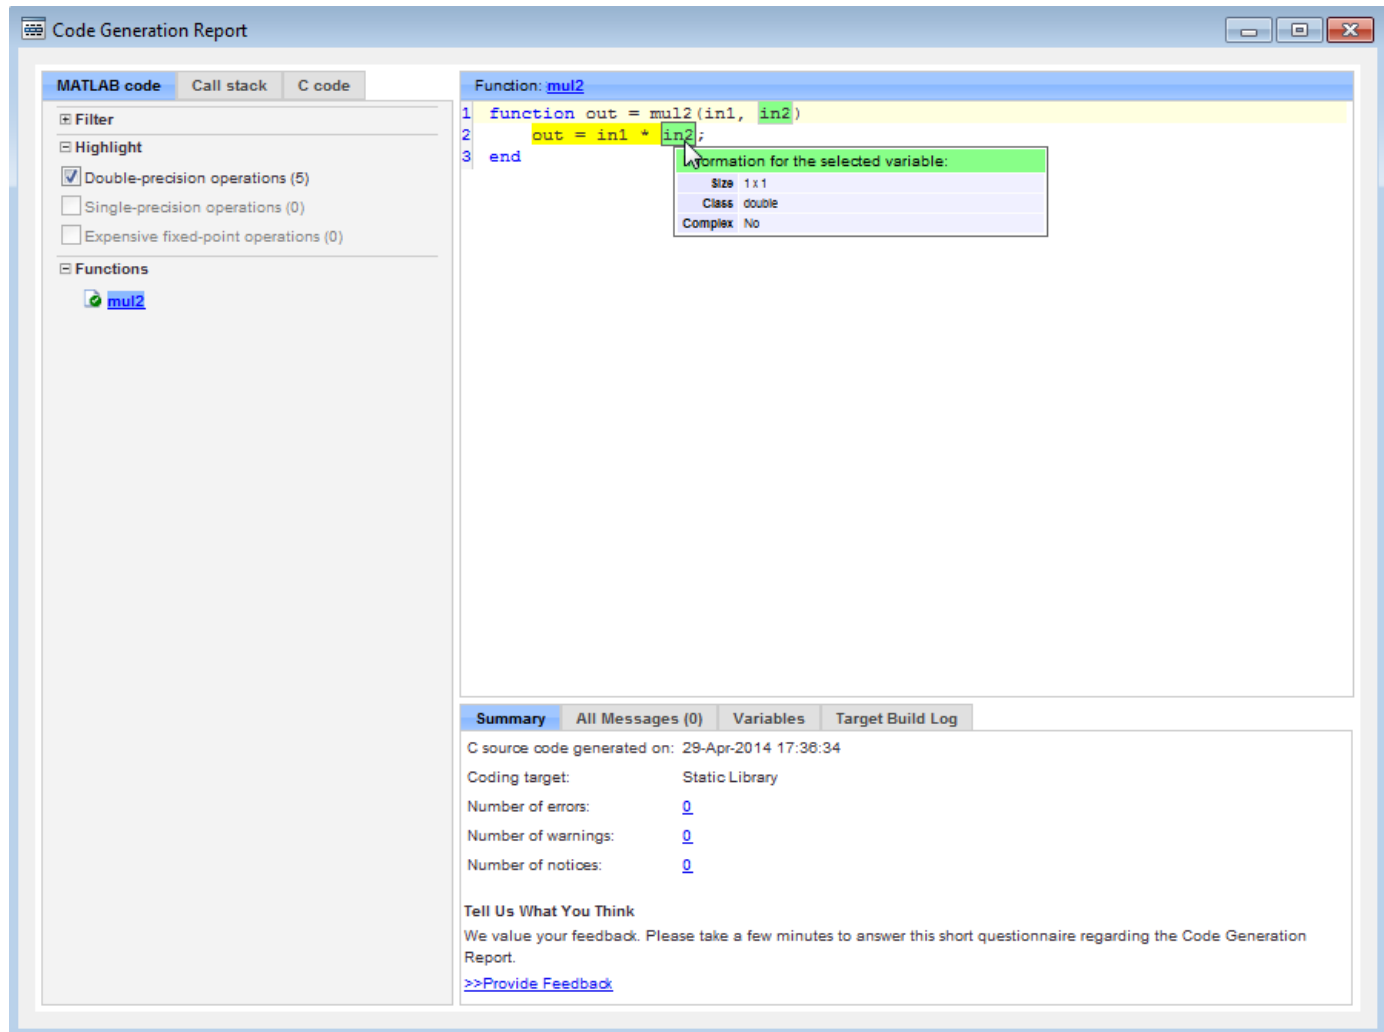 Code Generation Report
MATLAB code Call stack C code
Filter
Highlight
Double-precision operations (5)
Single-precision operations (0)
Expensive fixed-point operations (0)
Functions
mul2
Function: mul2
1 function out = mul2(in1, in2)
2 out = in1 * in2;
3 end
formation for the selected variable:
Size 1 x 1
Class double
Complex No
Summary All Messages (0) Variables Target Build Log
C source code generated on: 29-Apr-2014 17:36:34
Coding target: Static Library
Number of errors: 0
Number of warnings: 0
Number of notices: 0
Tell Us What You Think
We value your feedback. Please take a few minutes to answer this short questionnaire regarding the Code Generation
Report.
>>Provide Feedback